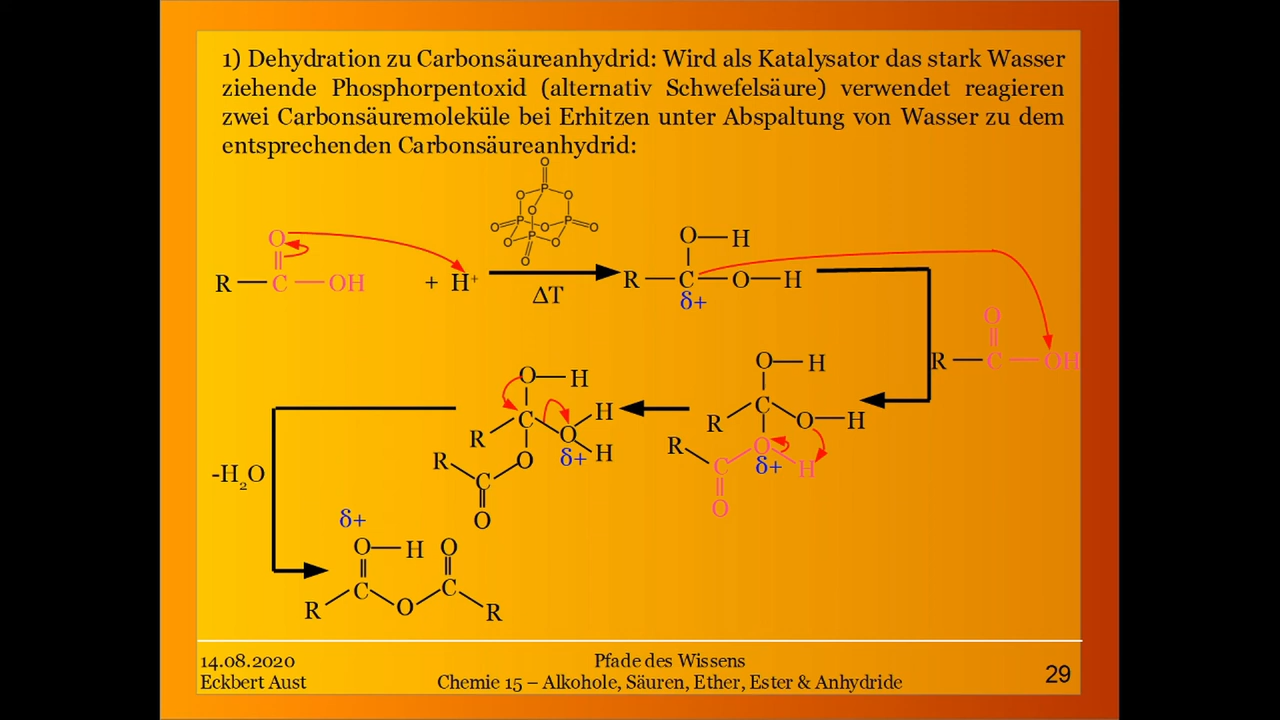 1) Dehydration zu Carbonsäureanhydrid: Wird als Katalysator das stark Wasser
ziehende Phosphorpentoxid (alternativ Schwefelsäure) verwendet reagieren
zwei Carbonsäuremoleküle bei Erhitzen unter Abspaltung von Wasser zu dem
entsprechenden Carbonsäureanhydrid:
O
O P O
O
O P O P P O
O P O
O
O
R C OH + H⁺
ΔT
O H
R C O H
δ+
O
R C OH
O H
C
R O H
R O
C δ+ H
O
O H
C H
R O
R O δ+ H
C
O
-H₂O
δ+
O H O
C C
R O R
14.08.2020
Eckbert Aust
Pfade des Wissens
Chemie 15 – Alkohole, Säuren, Ether, Ester & Anhydride
29